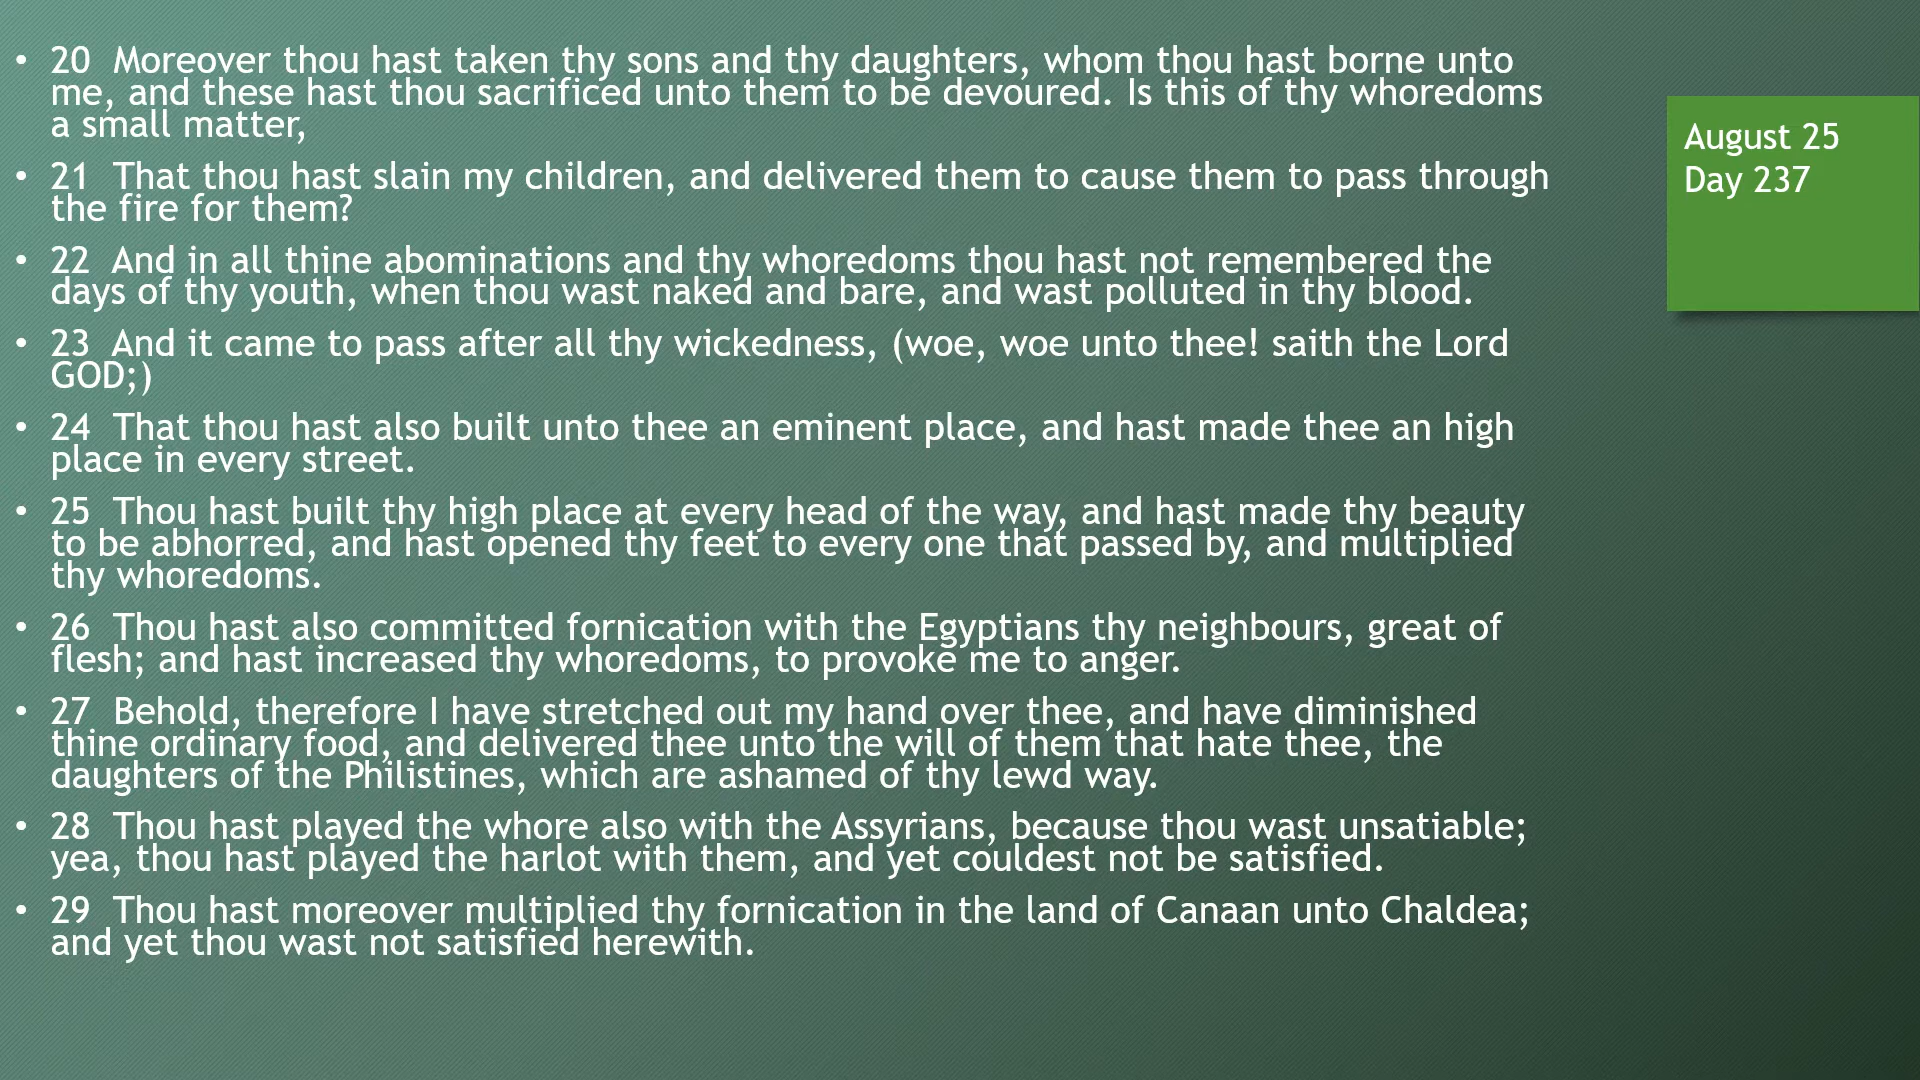 • 20  Moreover thou hast taken thy sons and thy daughters, whom thou hast borne unto
me, and these hast thou sacrificed unto them to be devoured. Is this of thy whoredoms
a small matter,
• 21  That thou hast slain my children, and delivered them to cause them to pass through
the fire for them?
• 22  And in all thine abominations and thy whoredoms thou hast not remembered the
days of thy youth, when thou wast naked and bare, and wast polluted in thy blood.
• 23  And it came to pass after all thy wickedness, (woe, woe unto thee! saith the Lord
GOD;)
• 24  That thou hast also built unto thee an eminent place, and hast made thee an high
place in every street.
• 25  Thou hast built thy high place at every head of the way, and hast made thy beauty
to be abhorred, and hast opened thy feet to every one that passed by, and multiplied
thy whoredoms.
• 26  Thou hast also committed fornication with the Egyptians thy neighbours, great of
flesh; and hast increased thy whoredoms, to provoke me to anger.
• 27  Behold, therefore I have stretched out my hand over thee, and have diminished
thine ordinary food, and delivered thee unto the will of them that hate thee, the
daughters of the Philistines, which are ashamed of thy lewd way.
• 28  Thou hast played the whore also with the Assyrians, because thou wast unsatiable;
yea, thou hast played the harlot with them, and yet couldest not be satisfied.
• 29  Thou hast moreover multiplied thy fornication in the land of Canaan unto Chaldea;
and yet thou wast not satisfied herewith.
August 25
Day 237